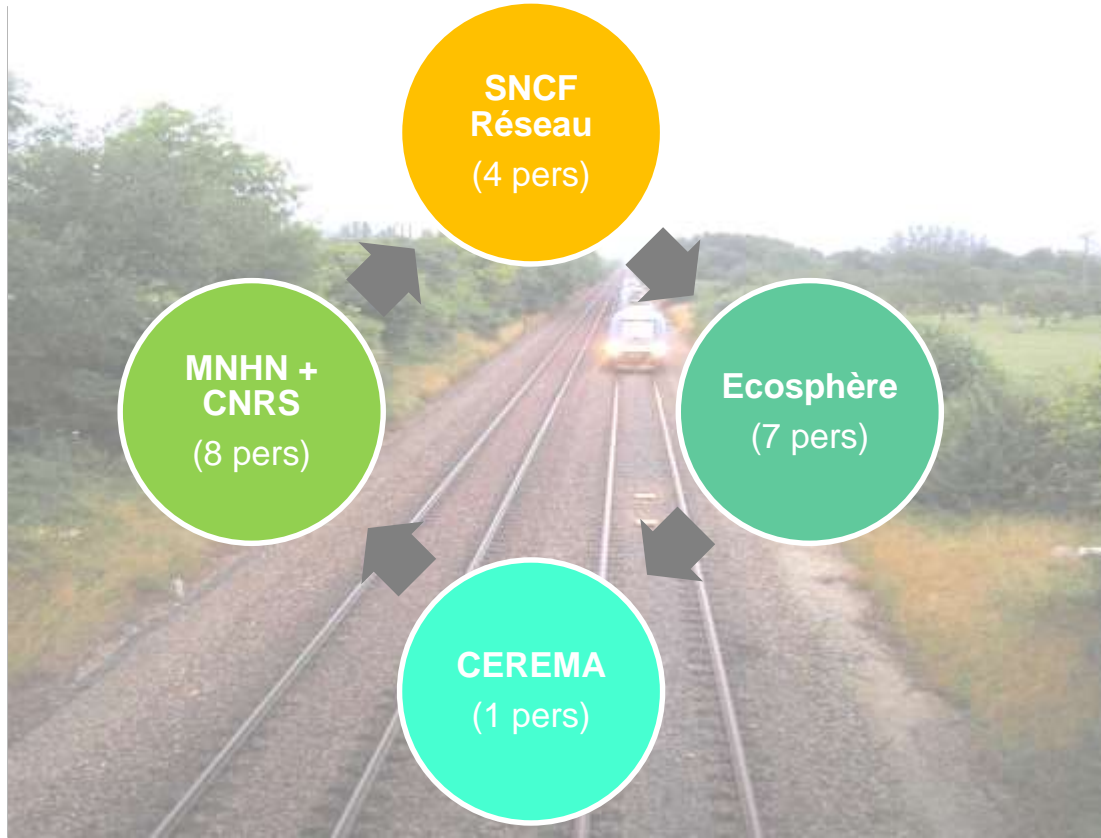 SNCF
Réseau
(4 pers)
MNHN +
CNRS
(8 pers)
Ecosphère
(7 pers)
CEREMA
(1 pers)